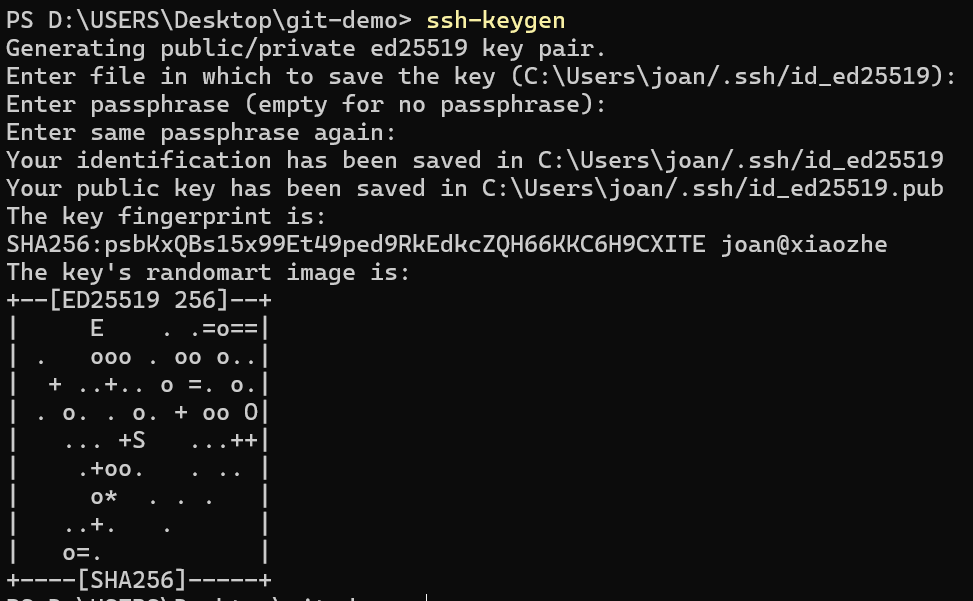 PS D:\USERS\Desktop\git-demo> ssh-keygen
Generating public/private ed25519 key pair.
Enter file in which to save the key (C:\Users\joan/.ssh/id_ed25519):
Enter passphrase (empty for no passphrase):
Enter same passphrase again:
Your identification has been saved in C:\Users\joan/.ssh/id_ed25519
Your public key has been saved in C:\Users\joan/.ssh/id_ed25519.pub
The key fingerprint is:
SHA256:psbKxQBs15x99Et49ped9RkEdkcZQH66KKC6H9CXITE joan@xiaozhe
The key's randomart image is:
+--[ED25519 256]--+
|     E    . .=o==|
| .   ooo . oo o..|
|  + ..+.. o =. o.|
| . o. . o. + oo O|
|   ... +S   ...++|
|    .+oo.   . .. |
|     o*  . . .   |
|   ..+.   .      |
|   o=.           |
+----[SHA256]-----+